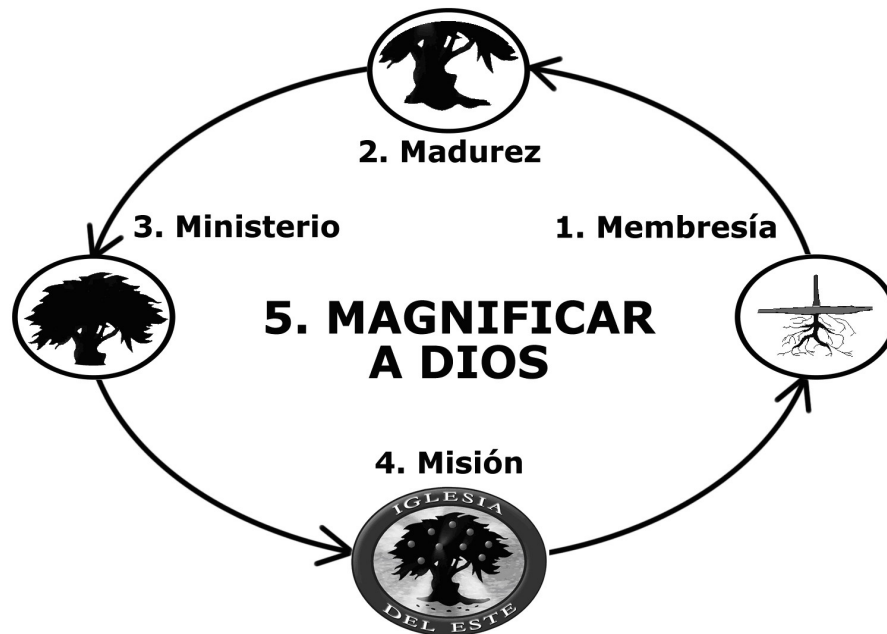 2. Madurez
3. Ministerio
1. Membresía
5. MAGNIFICAR
A DIOS
4. Misión
IGLESIA
DEL ESTE